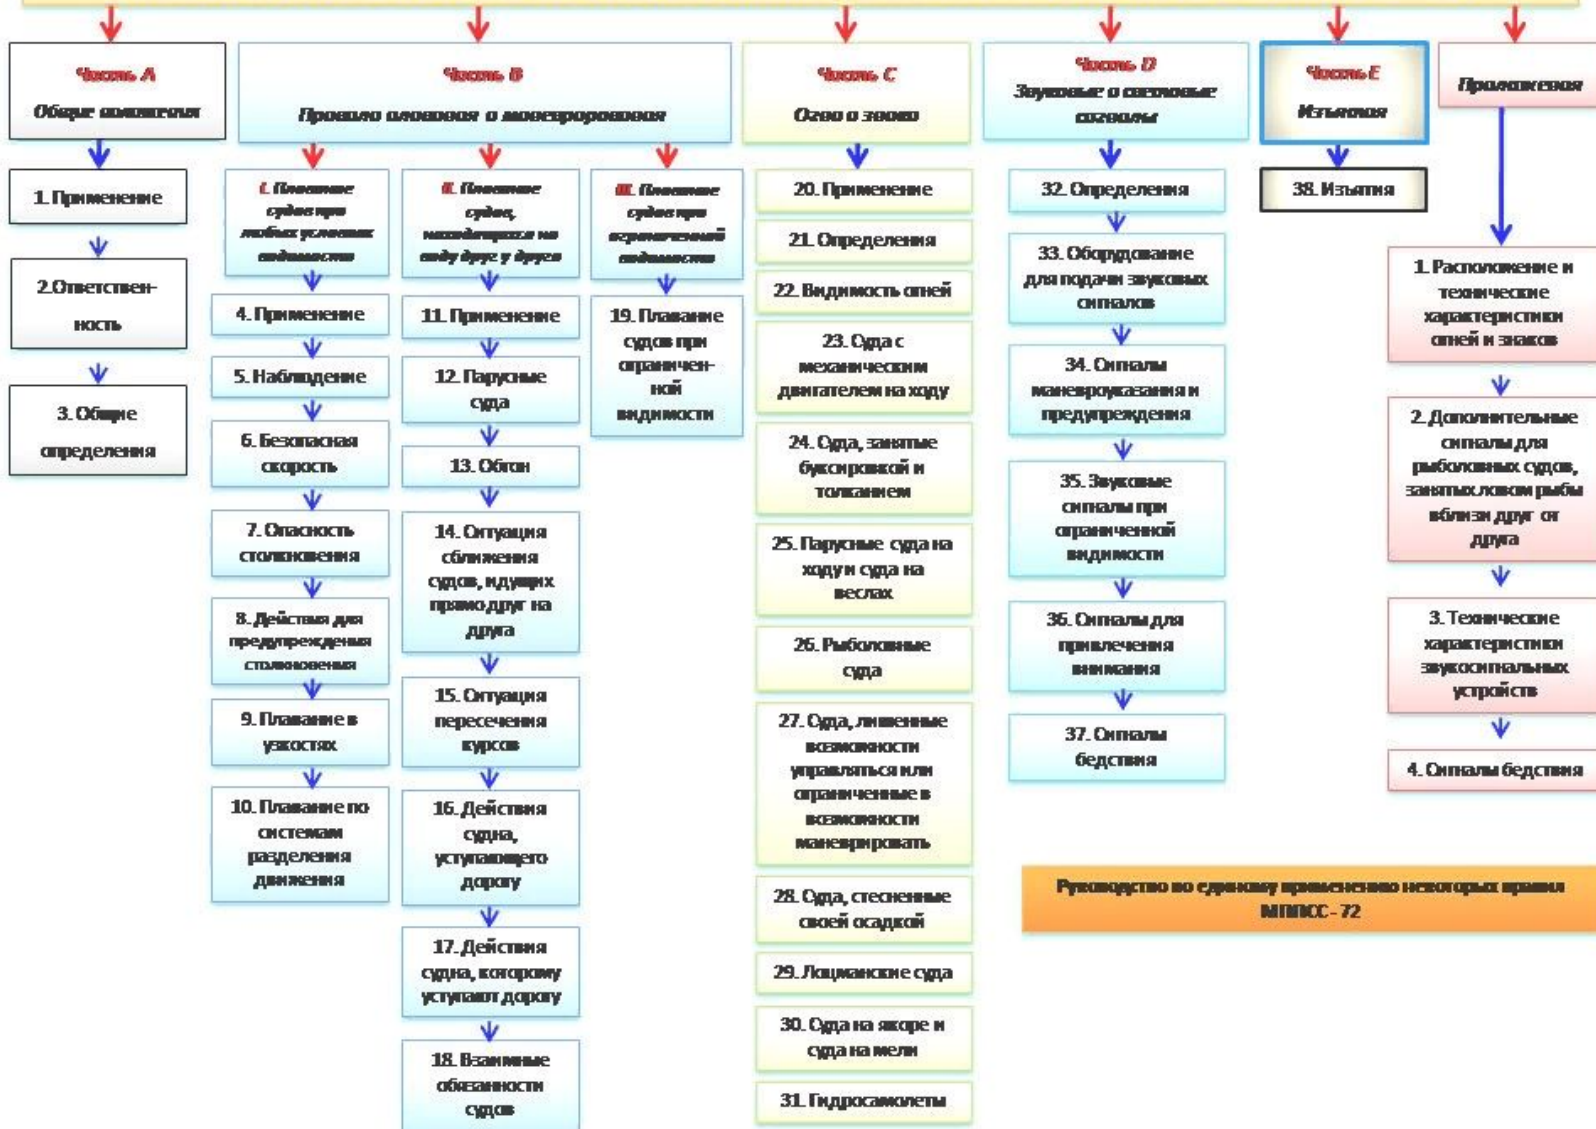 Часть А
Общие положения
Часть В
Правила плавания и маневрирования
Часть С
Огни и знаки
Часть D
Звуковые и световые
сигналы
Часть Е
Изъятия
Приложения
1. Применение
2.Ответствен-
ность
3. Общие
определения
I. Плавание
судов при
любых условиях
видимости
4. Применение
5. Наблюдение
6. Безопасная
скорость
7. Опасность
столкновения
8. Действия для
предупреждения
столкновения
9. Плавание в
узкостях
10. Плавание по
системам
разделения
движения
II. Плавание
судов,
находящихся на
виду друг у друга
11. Применение
12. Парусные
суда
13. Обгон
14. Ситуация
сближения
судов, идущих
прямо друг на
друга
15. Ситуация
пересечения
курсов
16. Действия
судна,
уступающего
дорогу
17. Действия
судна, которому
уступают дорогу
18. Взаимные
обязанности
судов
III. Плавание
судов при
ограниченной
видимости
19. Плавание
судов при
ограничен-
ной
видимости
20. Применение
21. Определения
22. Видимость огней
23. Суда с
механическим
двигателем на ходу
24. Суда, занятые
буксировкой и
толканием
25. Парусные суда на
ходу и суда на
веслах
26. Рыболовные
суда
27. Суда, лишенные
возможности
управляться или
ограниченные в
возможности
маневрировать
28. Суда, стесненные
своей осадкой
29. Лоцманские суда
30. Суда на якоре и
суда на мели
31. Гидросамолеты
32. Определения
33. Оборудование
для подачи звуковых
сигналов
34. Сигналы
маневроуказания и
предупреждения
35. Звуковые
сигналы при
ограниченной
видимости
36. Сигналы для
привлечения
внимания
37. Сигналы
бедствия
38. Изъятия
1. Расположение и
технические
характеристики
огней и знаков
2. Дополнительные
сигналы для
рыболовных судов,
занятых ловом рыбы
вблизи друг от
друга
3. Технические
характеристики
звукосигнальных
устройств
4. Сигналы бедствия
Руководство по единому применению некоторых правил
МППСС - 72